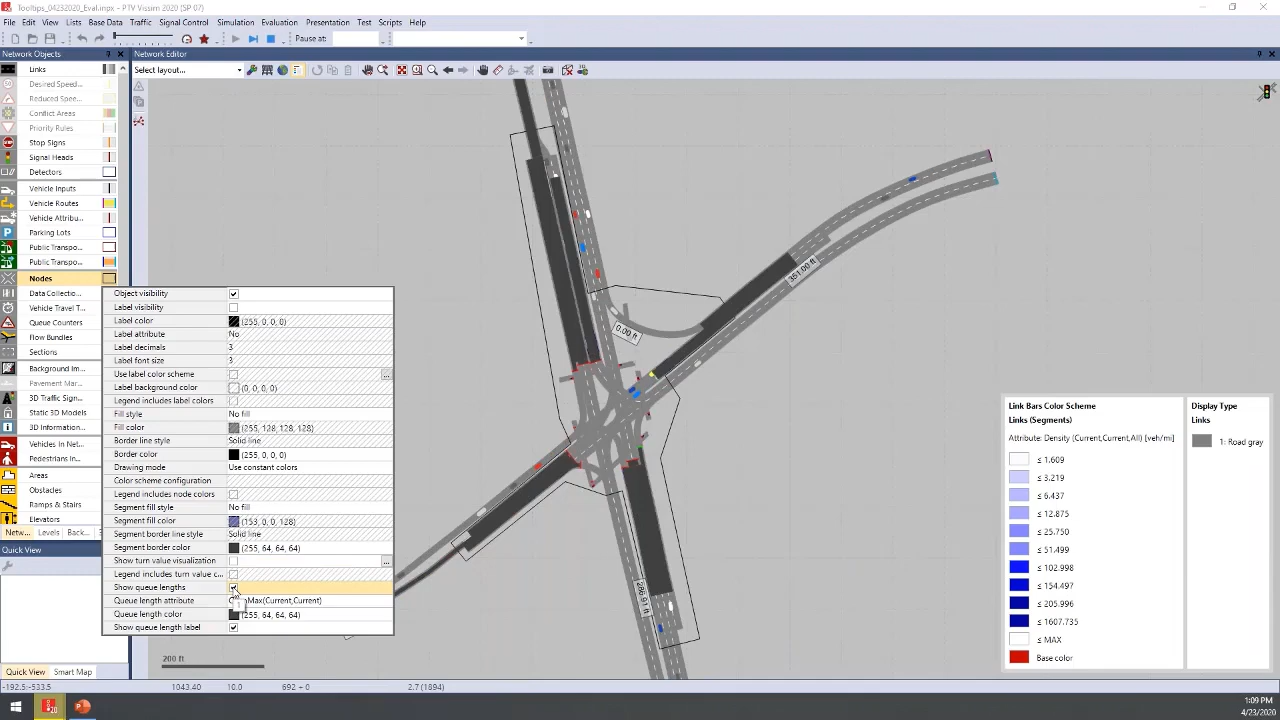 Tooltips_04232020_Eval.inpx - PTV Vissim 2020 (SP 07)
File Edit View Lists Base Data Traffic Signal Control Simulation Evaluation Presentation Test Scripts Help
Pause at:
Network Objects
Network Editor
Select layout...
Links
Desired Speed...
Reduced Speed...
Conflict Areas
Priority Rules
Stop Signs
Signal Heads
Detectors
Vehicle Inputs
Vehicle Routes
Vehicle Attribu...
Parking Lots
Public Transpo...
Public Transpo...
Nodes
Data Collectio...
Vehicle Travel T...
Queue Counters
Flow Bundles
Sections
Background Im...
Pavement Mar...
3D Traffic Sign...
Static 3D Models
3D Information...
Vehicles In Net...
Pedestrians In...
Areas
Obstacles
Ramps & Stairs
Elevators
Netw... Levels Back...
Quick View
Quick View Smart Map
Object visibility
Label visibility
Label color (255, 0, 0, 0)
Label attribute No
Label decimals 3
Label font size 3
Use label color scheme ...
Label background color (0, 0, 0, 0)
Legend includes label colors
Fill style No fill
Fill color (255, 128, 128, 128)
Border line style Solid line
Border color (255, 0, 0, 0)
Drawing mode Use constant colors
Color scheme configuration
Legend includes node colors
Segment fill style No fill
Segment fill color (153, 0, 0, 128)
Segment border line style Solid line
Segment border color (255, 64, 64, 64)
Show turn value visualization ...
Legend includes turn value c...
Show queue lengths
Queue length attribute Max(Current,Current)
Queue length color (255, 64, 64, 64)
Show queue length label
351.00 ft
0.00 ft
286.91 ft
200 ft
Link Bars Color Scheme
Links (Segments)
Attribute: Density (Current,Current,All) [veh/mi]
≤ 1.609
≤ 3.219
≤ 6.437
≤ 12.875
≤ 25.750
≤ 51.499
≤ 102.998
≤ 154.497
≤ 205.996
≤ 1607.735
≤ MAX
Base color
Display Type
Links
1: Road gray
-192.5:-533.5 1043.40 10.0 692 + 0 2.7 (1894)
1:09 PM
4/23/2020